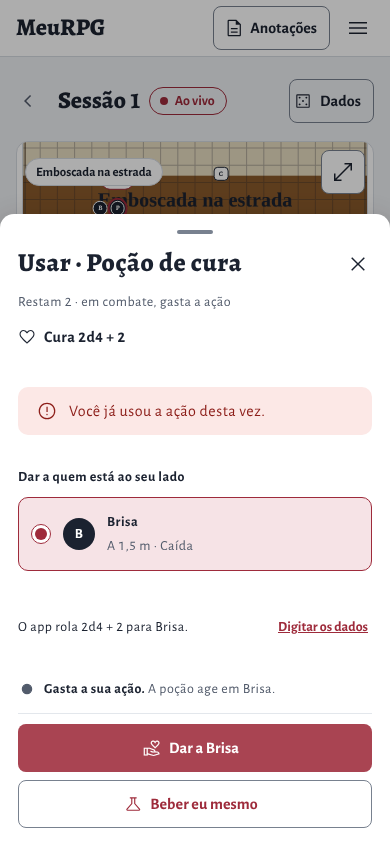 MeuRPG
Anotações
Sessão 1
Ao vivo
Dados
Emboscada na estrada
C
Emboscada na estrada
B
P
Usar · Poção de cura
Restam 2 · em combate, gasta a ação
Cura 2d4 + 2
Você já usou a ação desta vez.
Dar a quem está ao seu lado
B
Brisa
A 1,5 m · Caída
O app rola 2d4 + 2 para Brisa.
Digitar os dados
Gasta a sua ação. A poção age em Brisa.
Dar a Brisa
Beber eu mesmo